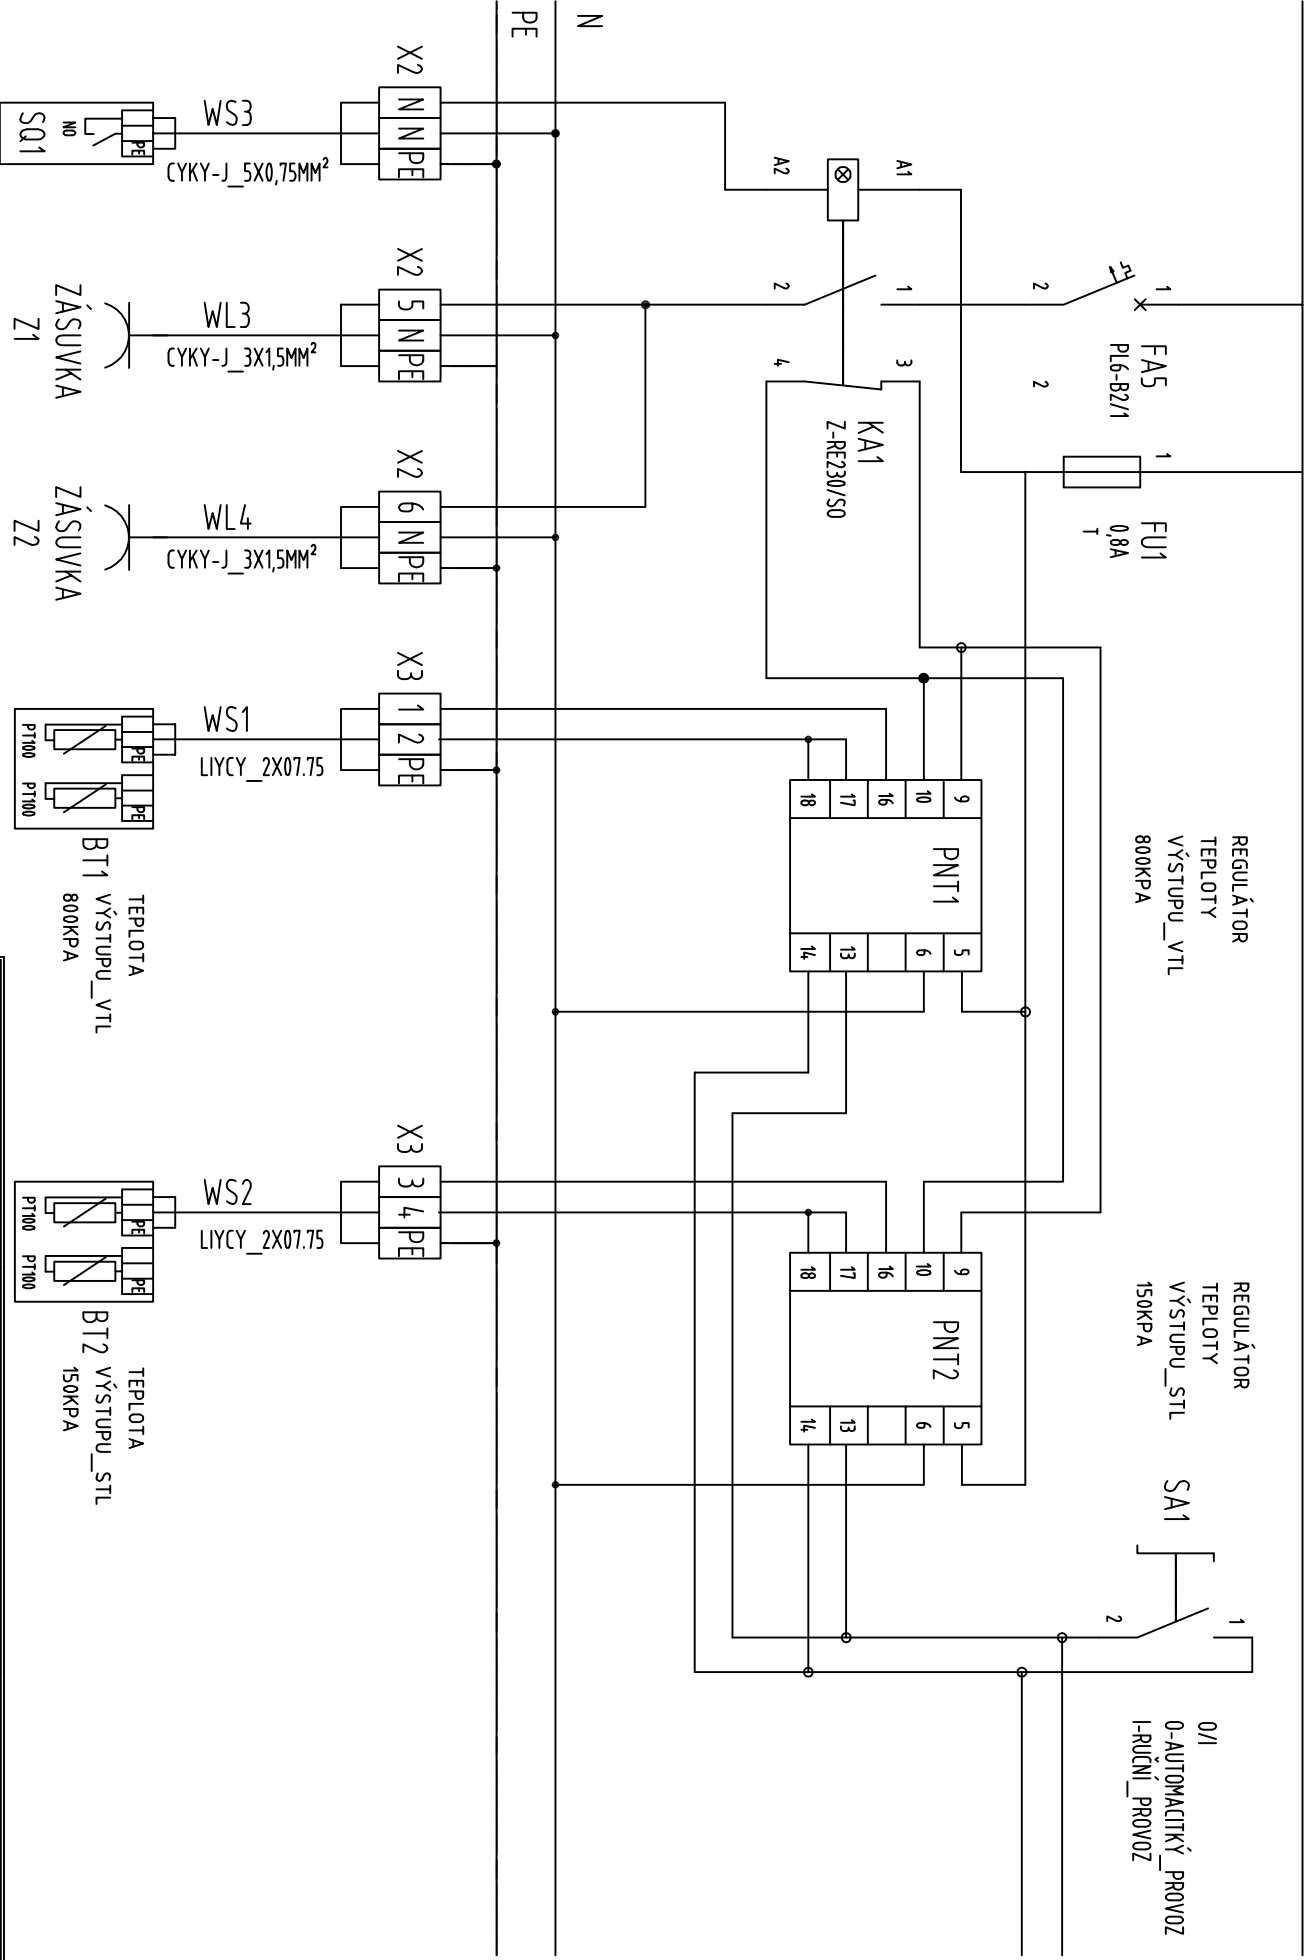 N
PE
X2
N
N
PE
WS3
CYKY-J_5X0,75MM²
NO
PE
SQ1
A1
A2
1
2
3
4
KA1
Z-RE230/SO
1
2
FA5
PL6-B2/1
2
1
FU1
0,8A
T
X2
5
N
PE
WL3
CYKY-J_3X1,5MM²
ZÁSUVKA
Z1
X2
6
N
PE
WL4
CYKY-J_3X1,5MM²
ZÁSUVKA
Z2
X3
1
2
PE
WS1
LIYCY_2X07.75
PE
PE
PT100
PT100
BT1
TEPLOTA
VÝSTUPU_VTL
800KPA
REGULÁTOR
TEPLOTY
VÝSTUPU_VTL
800KPA
9
10
16
17
18
PNT1
5
6
13
14
X3
3
4
PE
WS2
LIYCY_2X07.75
PE
PE
PT100
PT100
BT2
TEPLOTA
VÝSTUPU_STL
150KPA
REGULÁTOR
TEPLOTY
VÝSTUPU_STL
150KPA
9
10
16
17
18
PNT2
5
6
13
14
SA1
1
2
0/I
0-AUTOMACITKÝ_PROVOZ
I-RUČNÍ_PROVOZ